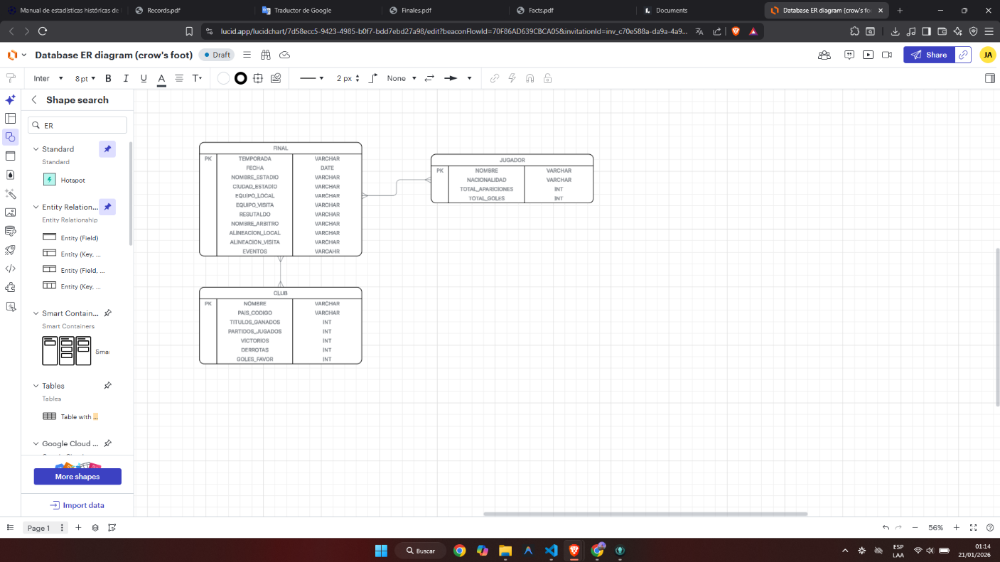 Manual de estadísticas históricas de
Records.pdf
Traductor de Google
Finales.pdf
Facts.pdf
Documents
Database ER diagram (crow's foo
lucid.app/lucidchart/7d58ecc5-9423-4985-b0f7-bdd7ebd27a98/edit?beaconFlowId=70F86AD639CBCA05&invitationId=inv_c70e588a-da9a-4a9...
Database ER diagram (crow's foot)
Draft
Share
JA
Inter
8 pt
B
I
U
A
T
2 px
None
Shape search
ER
Standard
Standard
Hotspot
Entity Relation...
Entity Relationship
Entity (Field)
Entity (Key, ...
Entity (Field, ...
Entity (Key, ...
Smart Contain...
Smart Containers
Smar
Tables
Tables
Table with ...
Google Cloud ...
More shapes
Import data
FINAL
PK TEMPORADA VARCHAR
FECHA DATE
NOMBRE_ESTADIO VARCHAR
CIUDAD_ESTADIO VARCHAR
EQUIPO_LOCAL VARCHAR
EQUIPO_VISITA VARCHAR
RESUTALDO VARCHAR
NOMBRE_ARBITRO VARCHAR
ALINEACION_LOCAL VARCHAR
ALINEACION_VISITA VARCHAR
EVENTOS VARCAHR
JUGADOR
PK NOMBRE VARCHAR
NACIONALIDAD VARCHAR
TOTAL_APARICIONES INT
TOTAL_GOLES INT
CLUB
PK NOMBRE VARCHAR
PAIS_CODIGO VARCHAR
TITULOS_GANADOS INT
PARTIDOS_JUGADOS INT
VICTORIOS INT
DERROTAS INT
GOLES_FAVOR INT
Page 1
56%
Buscar
ESP
LAA
01:14
21/01/2026